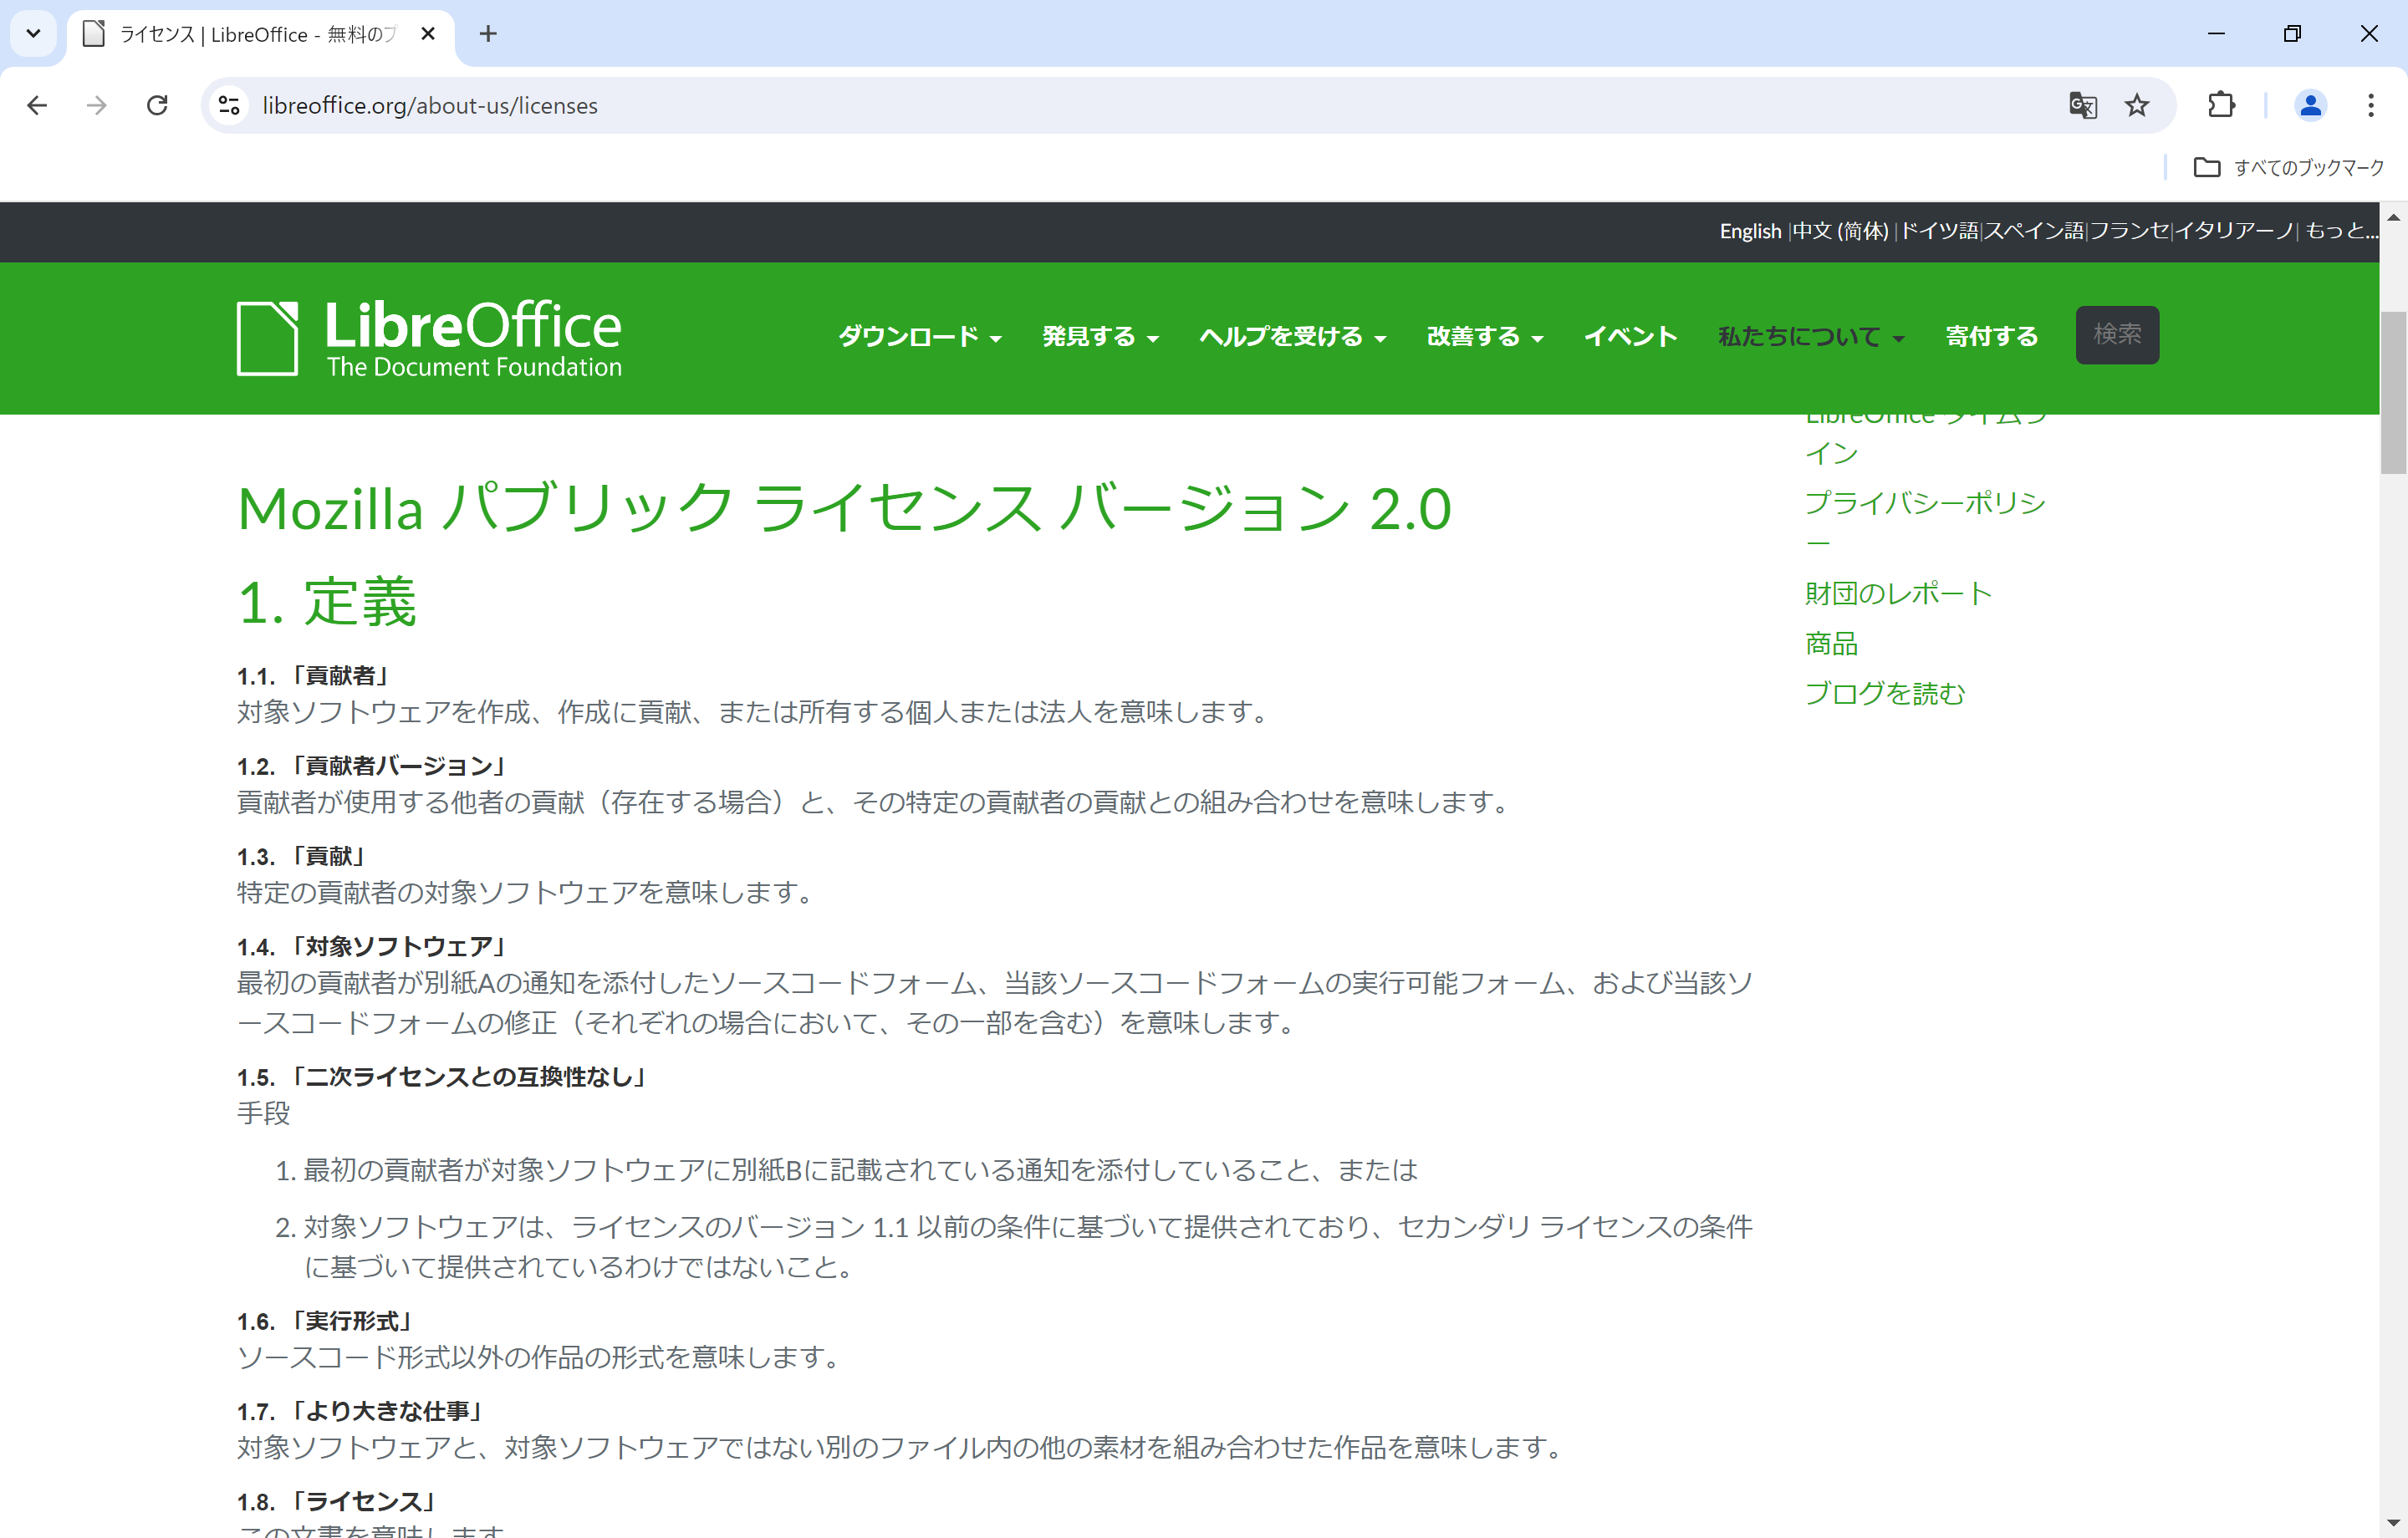 ライセンス | LibreOffice - 無料のプ
libreoffice.org/about-us/licenses
すべてのブックマーク
English |中文 (简体) |ドイツ語|スペイン語|フランセ|イタリアーノ| もっと...
LibreOffice
The Document Foundation
ダウンロード 発見する ヘルプを受ける 改善する イベント 私たちについて 寄付する 検索
LibreOffice タイムラ
イン
プライバシーポリシ
ー
財団のレポート
商品
ブログを読む
Mozilla パブリック ライセンス バージョン 2.0
1. 定義
1.1. 「貢献者」
対象ソフトウェアを作成、作成に貢献、または所有する個人または法人を意味します。
1.2. 「貢献者バージョン」
貢献者が使用する他者の貢献（存在する場合）と、その特定の貢献者の貢献との組み合わせを意味します。
1.3. 「貢献」
特定の貢献者の対象ソフトウェアを意味します。
1.4. 「対象ソフトウェア」
最初の貢献者が別紙Aの通知を添付したソースコードフォーム、当該ソースコードフォームの実行可能フォーム、および当該ソ
ースコードフォームの修正（それぞれの場合において、その一部を含む）を意味します。
1.5. 「二次ライセンスとの互換性なし」
手段
1. 最初の貢献者が対象ソフトウェアに別紙Bに記載されている通知を添付していること、または
2. 対象ソフトウェアは、ライセンスのバージョン 1.1 以前の条件に基づいて提供されており、セカンダリ ライセンスの条件
に基づいて提供されているわけではないこと。
1.6. 「実行形式」
ソースコード形式以外の作品の形式を意味します。
1.7. 「より大きな仕事」
対象ソフトウェアと、対象ソフトウェアではない別のファイル内の他の素材を組み合わせた作品を意味します。
1.8. 「ライセンス」
この文書を意味します